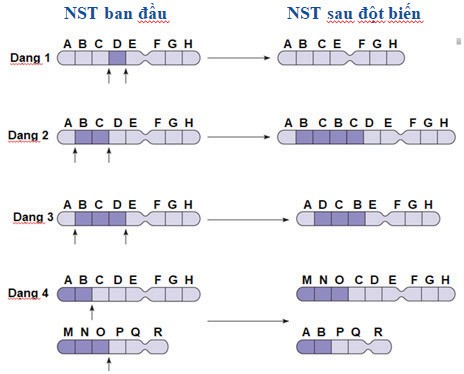 NST ban đầu NST sau đột biến
A B C D E F G H A B C E F G H
Dang 1
A B C D E F G H A B C B C D E F G H
Dang 2
A B C D E F G H A D C B E F G H
Dang 3
A B C D E F G H M N O C D E F G H
Dang 4
M N O P Q R A B P Q R